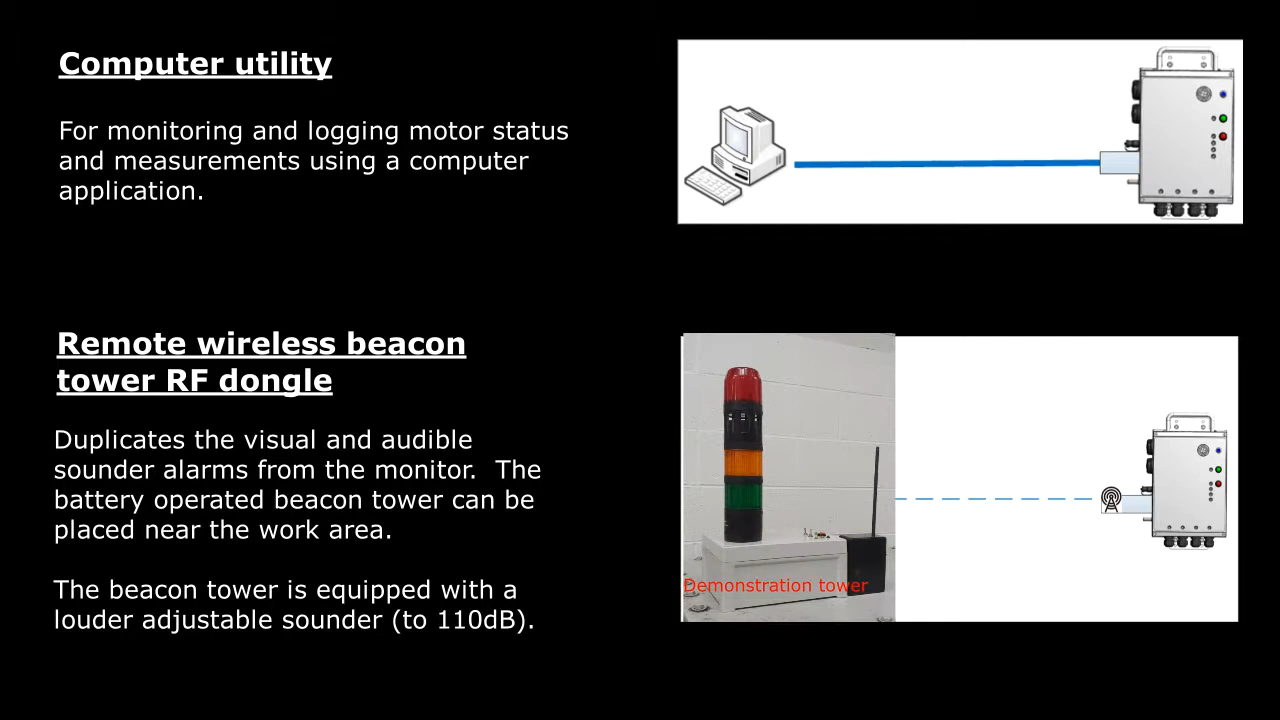 Computer utility
For monitoring and logging motor status
and measurements using a computer
application.
Remote wireless beacon
tower RF dongle
Duplicates the visual and audible
sounder alarms from the monitor.  The
battery operated beacon tower can be
placed near the work area.
The beacon tower is equipped with a
louder adjustable sounder (to 110dB).
Demonstration tower